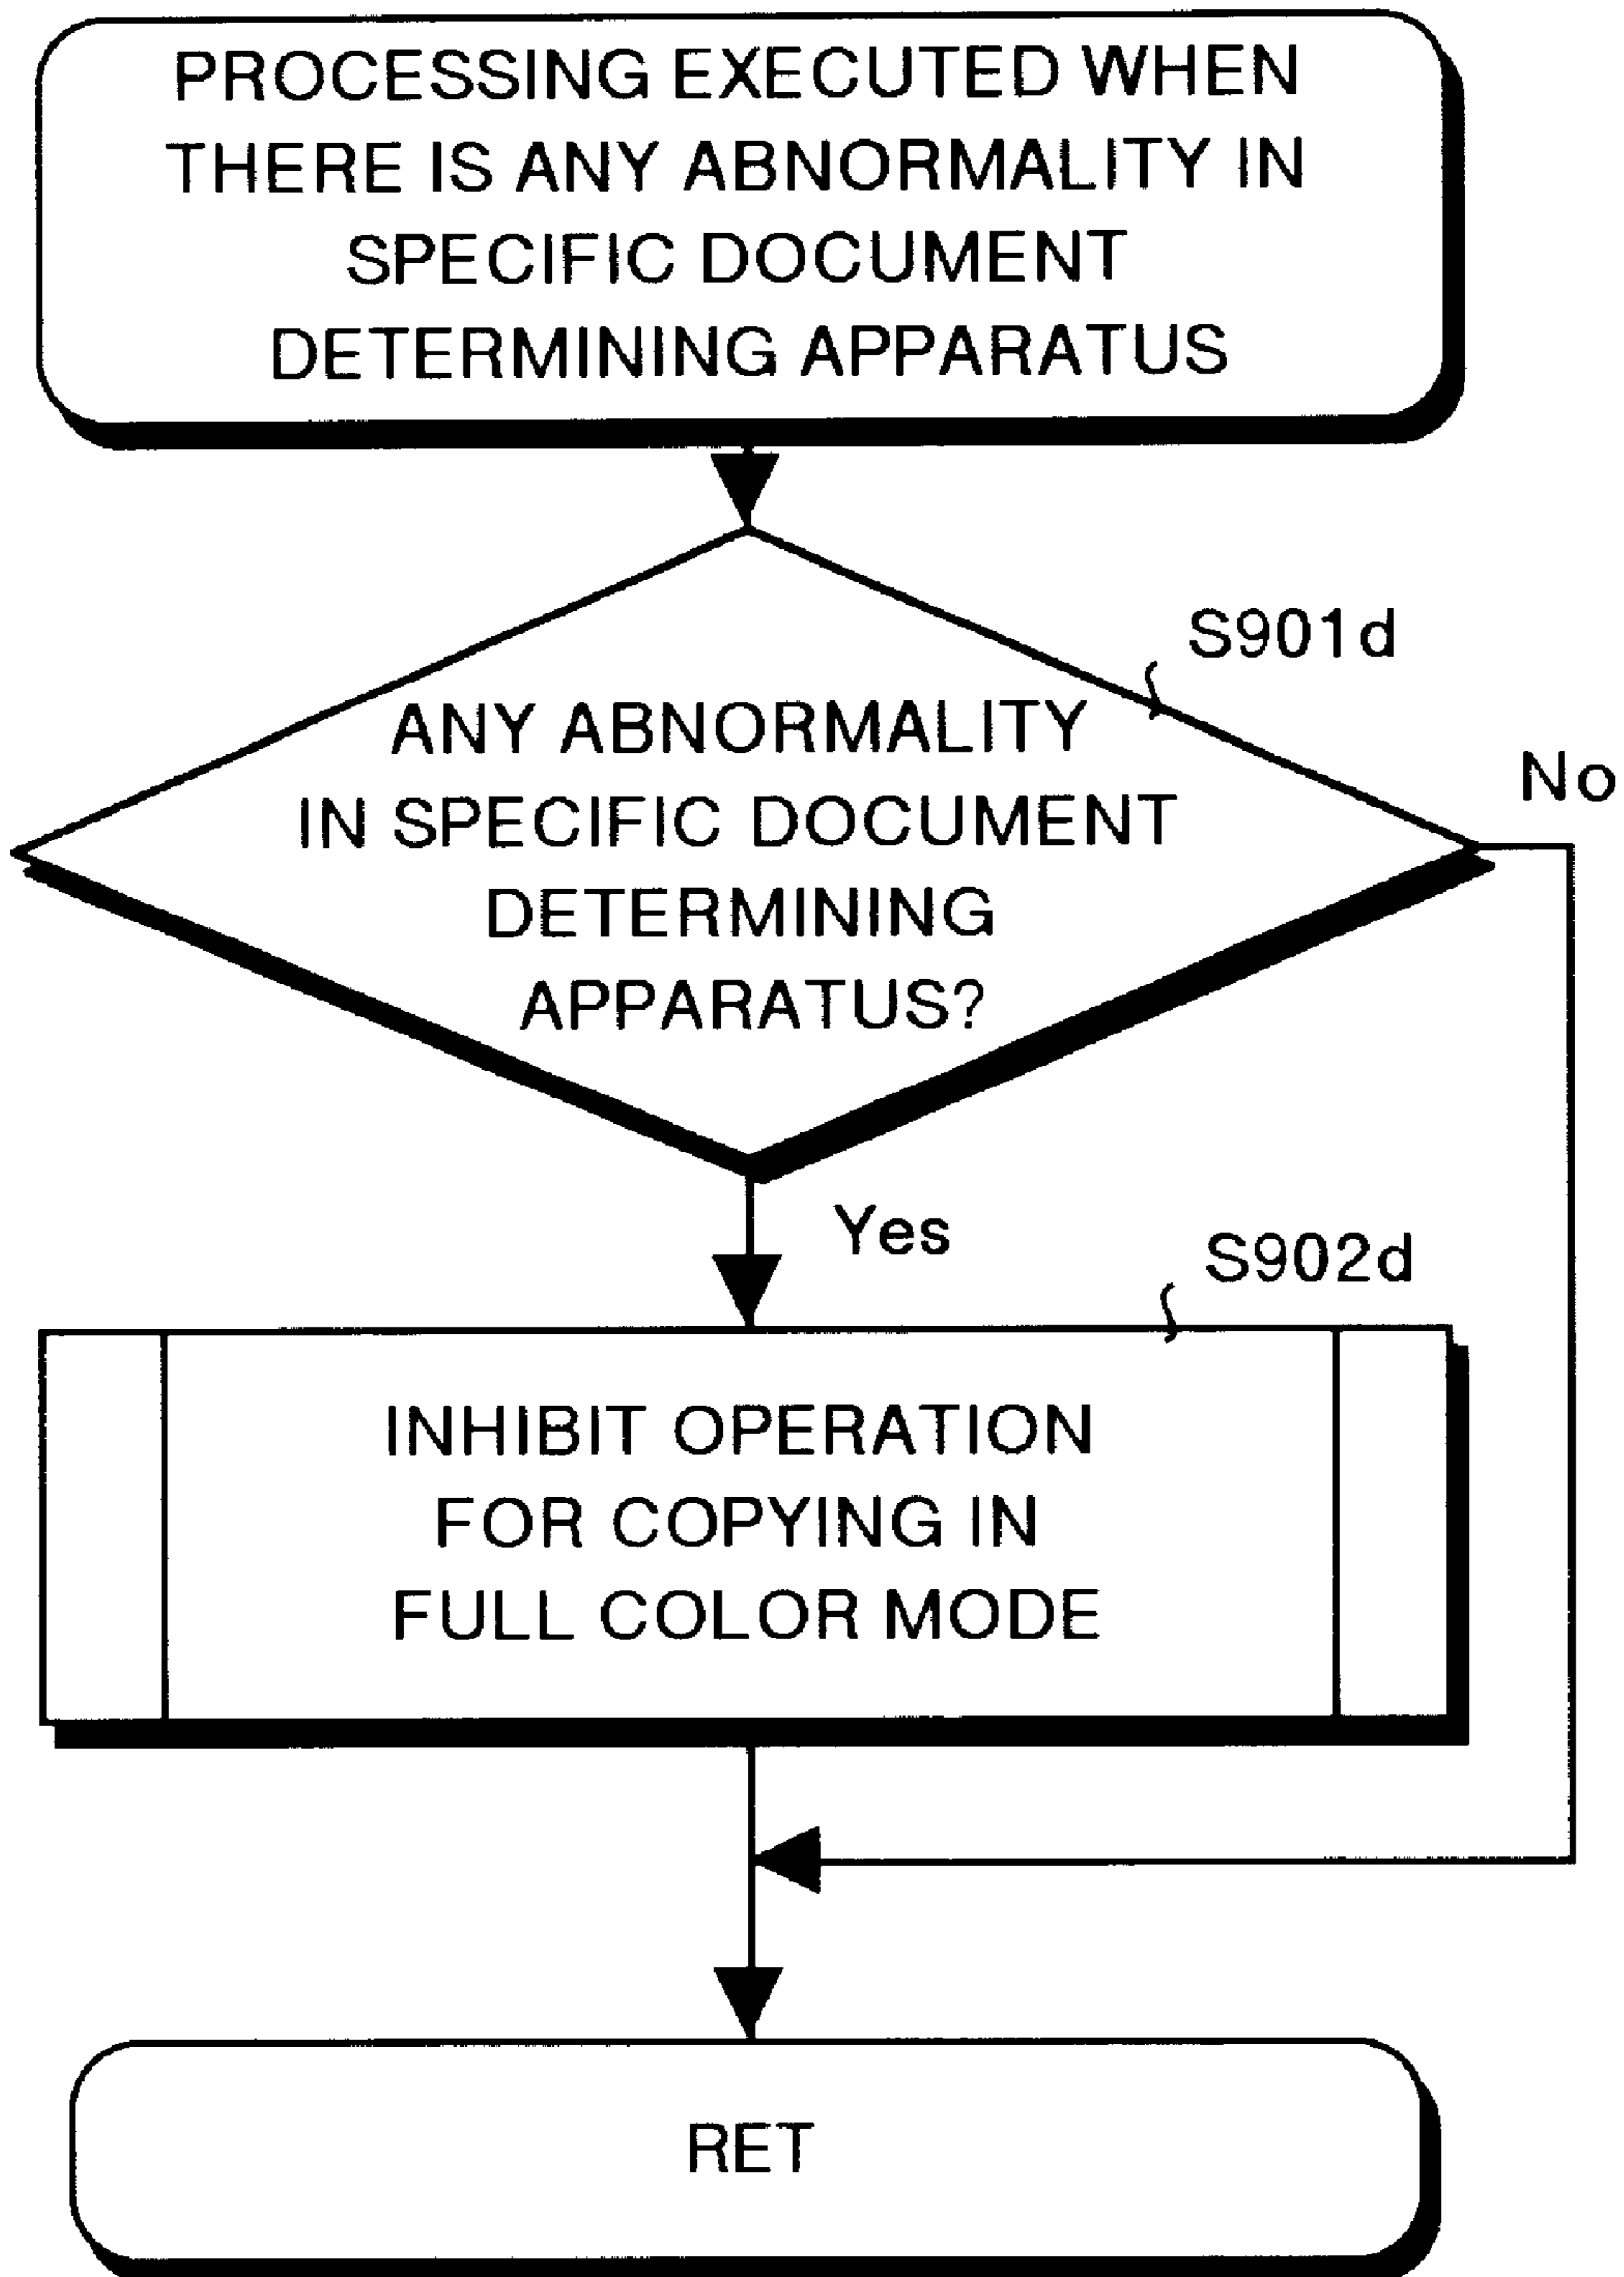 PROCESSING EXECUTED WHEN
THERE IS ANY ABNORMALITY IN
SPECIFIC DOCUMENT
DETERMINING APPARATUS
S901d
ANY ABNORMALITY
IN SPECIFIC DOCUMENT
DETERMINING
APPARATUS?
No
Yes
S902d
INHIBIT OPERATION
FOR COPYING IN
FULL COLOR MODE
RET